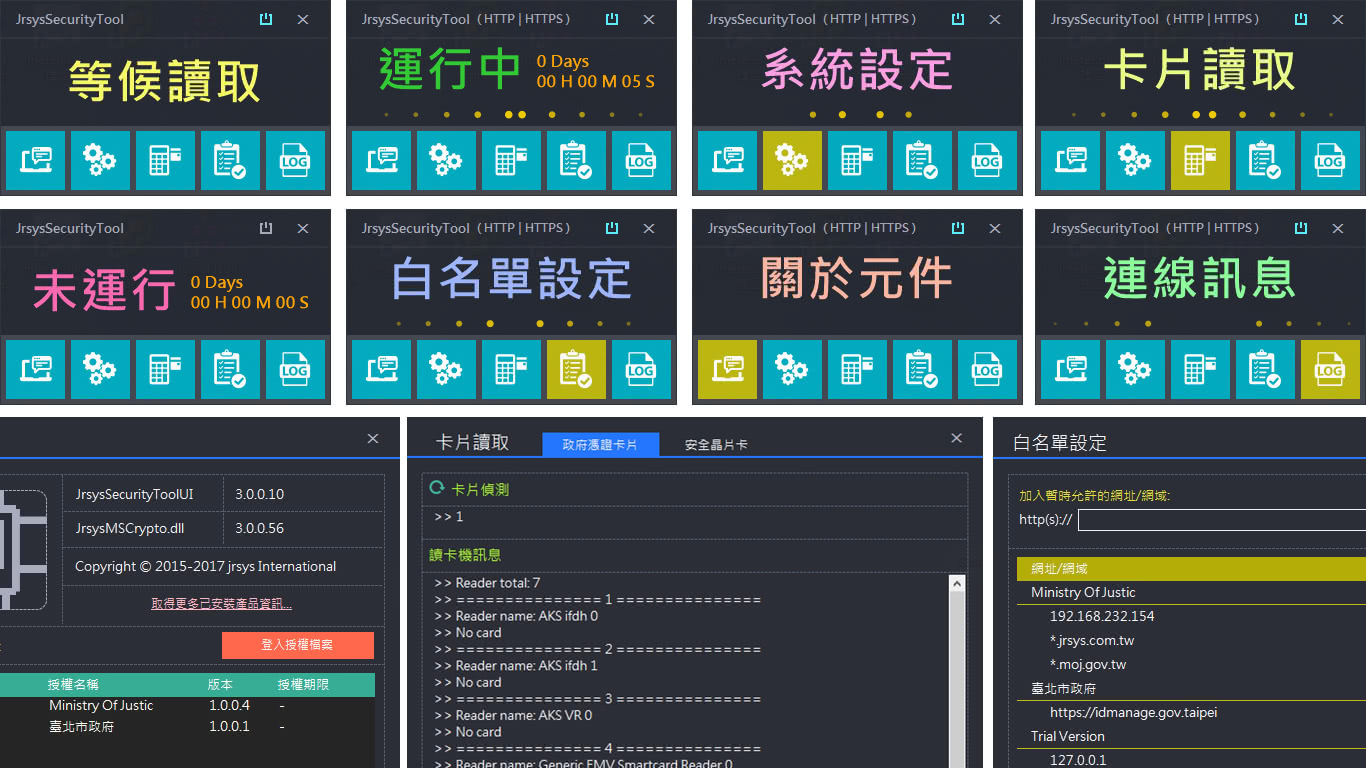 JrsysSecurityTool
等候讀取
LOG
JrsysSecurityTool ( HTTP | HTTPS )
運行中
0 Days
00 H 00 M 05 S
LOG
JrsysSecurityTool ( HTTP | HTTPS )
系統設定
LOG
JrsysSecurityTool ( HTTP | HTTPS )
卡片讀取
LOG
JrsysSecurityTool
未運行
0 Days
00 H 00 M 00 S
LOG
JrsysSecurityTool ( HTTP | HTTPS )
白名單設定
LOG
JrsysSecurityTool ( HTTP | HTTPS )
關於元件
LOG
JrsysSecurityTool ( HTTP | HTTPS )
連線訊息
LOG
JrsysSecurityToolUI 3.0.0.10
JrsysMSCrypto.dll 3.0.0.56
Copyright © 2015-2017 jrsys International
取得更多已安裝產品資訊...
登入授權檔案
授權名稱 版本 授權期限
Ministry Of Justic 1.0.0.4 -
臺北市政府 1.0.0.1 -
卡片讀取 政府憑證卡片 安全晶片卡
卡片偵測
>> 1
讀卡機訊息
>> Reader total: 7
>> =============== 1 ===============
>> Reader name: AKS ifdh 0
>> No card
>> =============== 2 ===============
>> Reader name: AKS ifdh 1
>> No card
>> =============== 3 ===============
>> Reader name: AKS VR 0
>> No card
>> =============== 4 ===============
>> Reader name: Generic EMV Smartcard Reader 0
白名單設定
加入暫時允許的網址/網域:
http(s)://
網址/網域
Ministry Of Justic
192.168.232.154
*.jrsys.com.tw
*.moj.gov.tw
臺北市政府
https://idmanage.gov.taipei
Trial Version
127.0.0.1